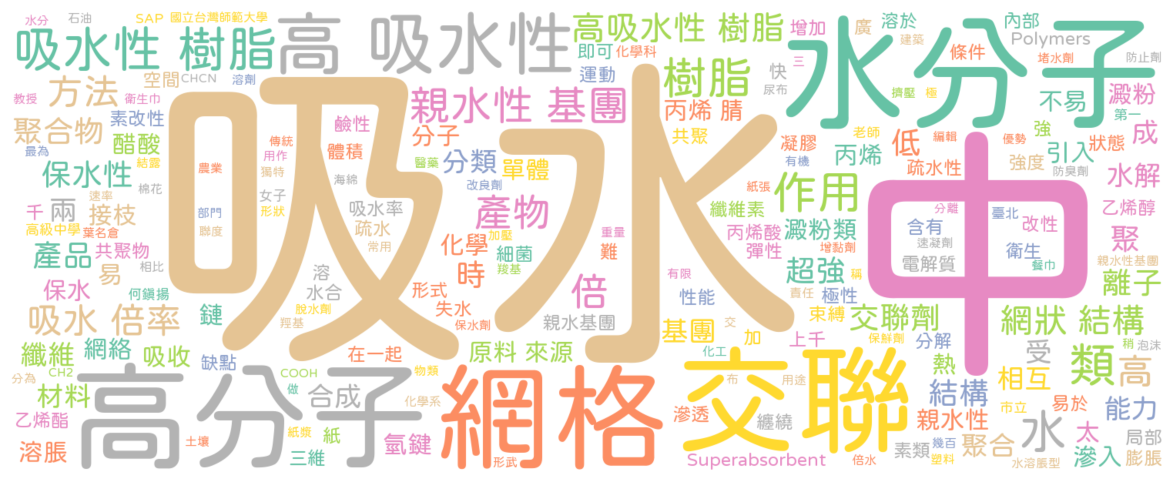 水分
石油
SAP
國立台灣師範大學
吸水性 樹脂
高 吸水性
高吸水性 樹脂
即可
化學科
增加
廣
溶於
建築
內部
Polymers
水分子
條件
堵水劑
防止劑
教授
方法
衛生巾
空間
CHCN
溶劑
運動
樹脂
快
尿布
三
擠壓
極
不易
澱粉
第一
聚合物
最為
素改性
醋酸
結露
鹼性
傳統
用作
獨特
體積
親水性 基團
分子
醫藥
分類
改良劑
單體
丙烯 腈
共聚
凝膠
有機
紙張
老師
丙烯
低
編輯
疏水性
優勢
強
強度
狀態
引入
防臭劑
成
水解
保水性
棉花
速率
農業
海綿
女子
形狀
吸水
吸水率
疏水
常用
產物
作用
纖維素
丙烯酸
彈性
澱粉類
增黏劑
含有
速凝劑
電解質
分離
臺北
衛生
餐巾
改性
中
乙烯醇
聚
親水性基團
千
兩
接枝
高級中學
葉名倉
部門
聯度
產品
共聚物
易
相比
保水
何鎮揚
溶
水合
脫水劑
羥基
化學
加壓
時
細菌
羧基
重量
難
倍
形式
失水
保水劑
親水基團
有限
性能
超強
責任
稱
極性
束縛
離子
吸水 倍率
鏈
基團
交
加
上千
交聯劑
保鮮劑
分解
網狀 結構
纖維
網絡
吸收
缺點
在一起
原料 來源
化工
熱
受
稍
泡沫
分為
CH2
材料
COOH
做
合成
物類
化學系
高分子
網格
交聯
布
用途
結構
相互
類
高
乙烯酯
溶脹
土壤
紙漿
紙
三維
氫鍵
形武
滲透
纏繞
Superabsorbent
倍水
素類
親水性
幾百
塑料
聚合
市立
易於
水
水溶脹型
太
滲入
能力
局部
膨脹